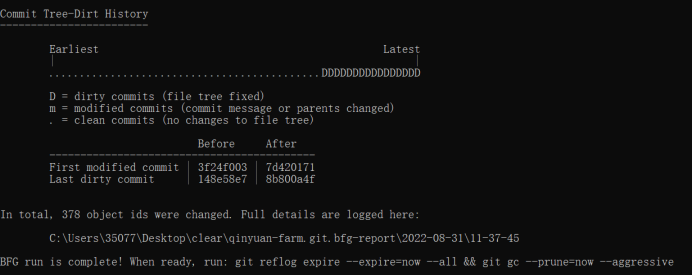 Commit Tree-Dirt History
------------------------
Earliest Latest
| |
............................................DDDDDDDDDDDDDDDD
D = dirty commits (file tree fixed)
m = modified commits (commit message or parents changed)
. = clean commits (no changes to file tree)
Before After
-------------------------------------------
First modified commit | 3f24f003 | 7d420171
Last dirty commit | 148e58e7 | 8b800a4f
In total, 378 object ids were changed. Full details are logged here:
C:\Users\35077\Desktop\clear\qinyuan-farm.git.bfg-report\2022-08-31\11-37-45
BFG run is complete! When ready, run: git reflog expire --expire=now --all && git gc --prune=now --aggressive